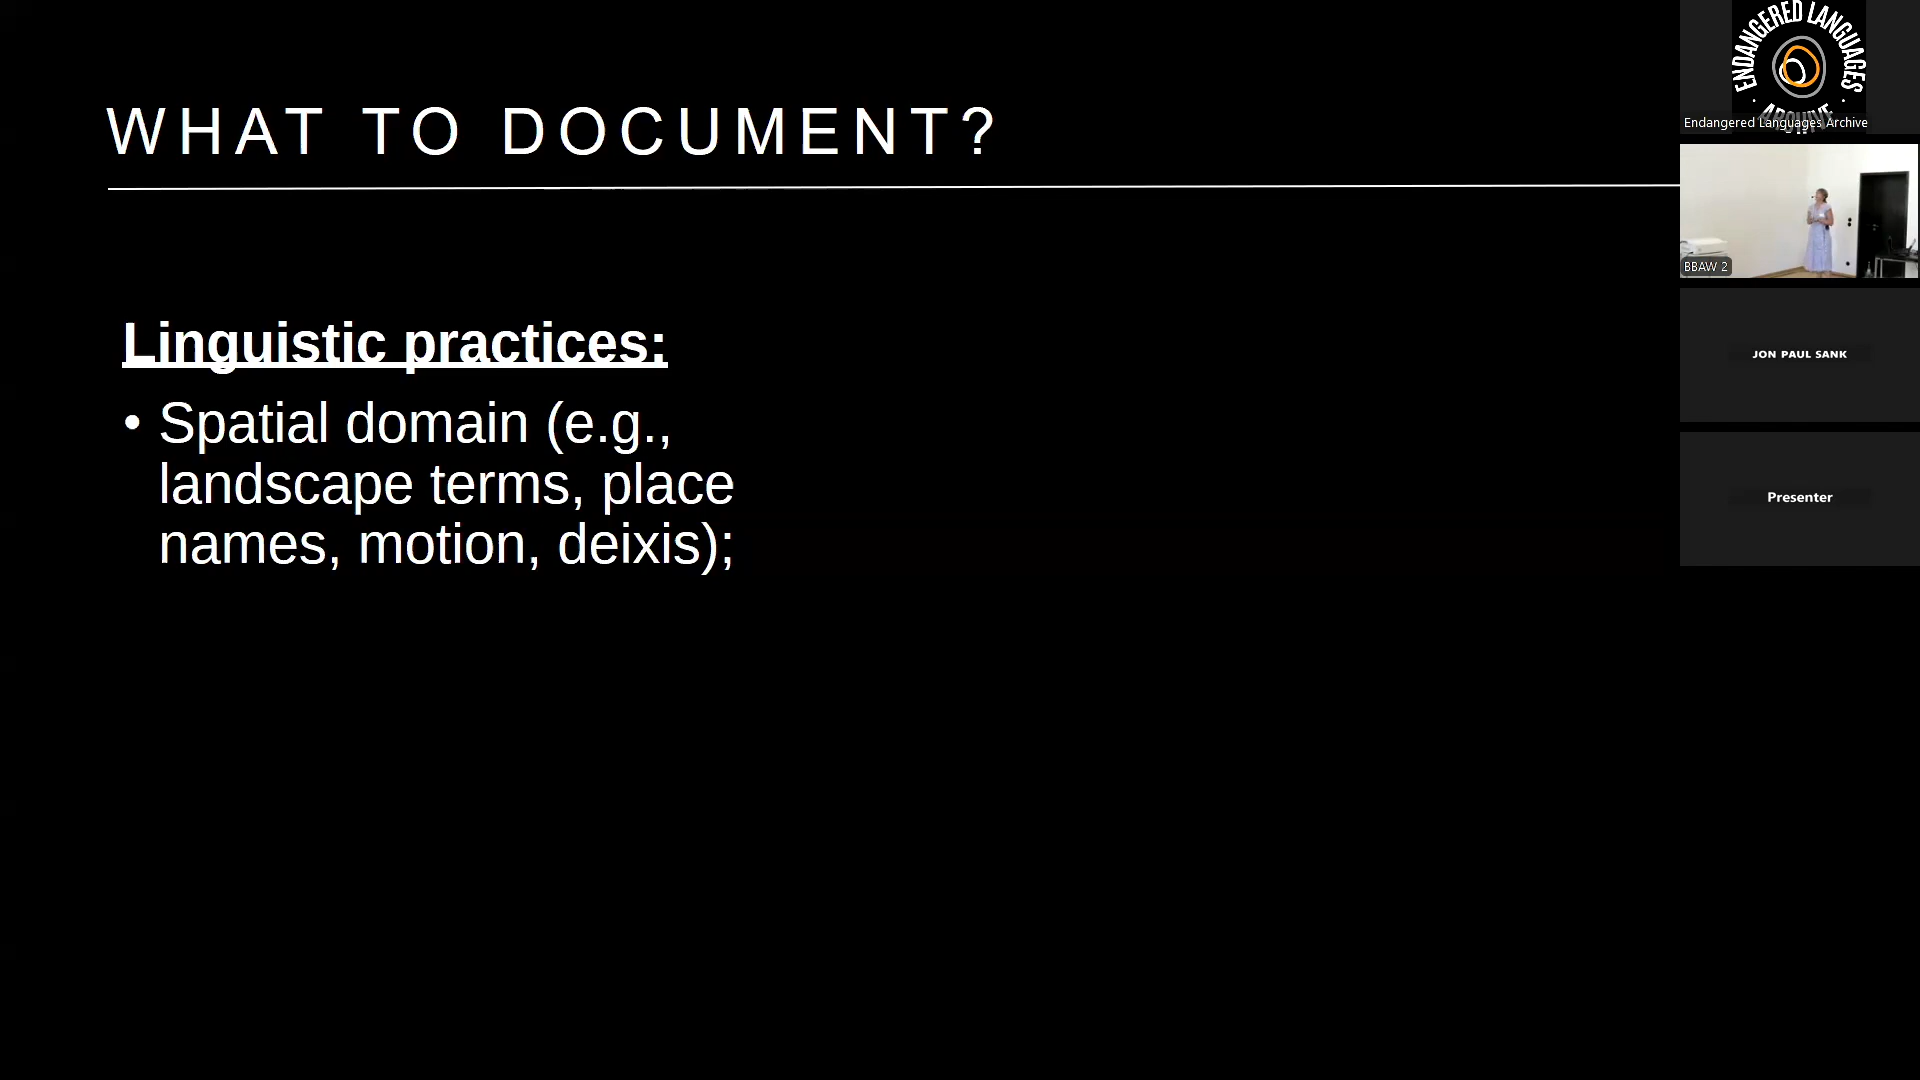 WHAT TO DOCUMENT?
Linguistic practices:
• Spatial domain (e.g.,
landscape terms, place
names, motion, deixis);
ENDANGERED LANGUAGES
ARCHIVE
Endangered Languages Archive
BBAW 2
JON PAUL SANK
Presenter